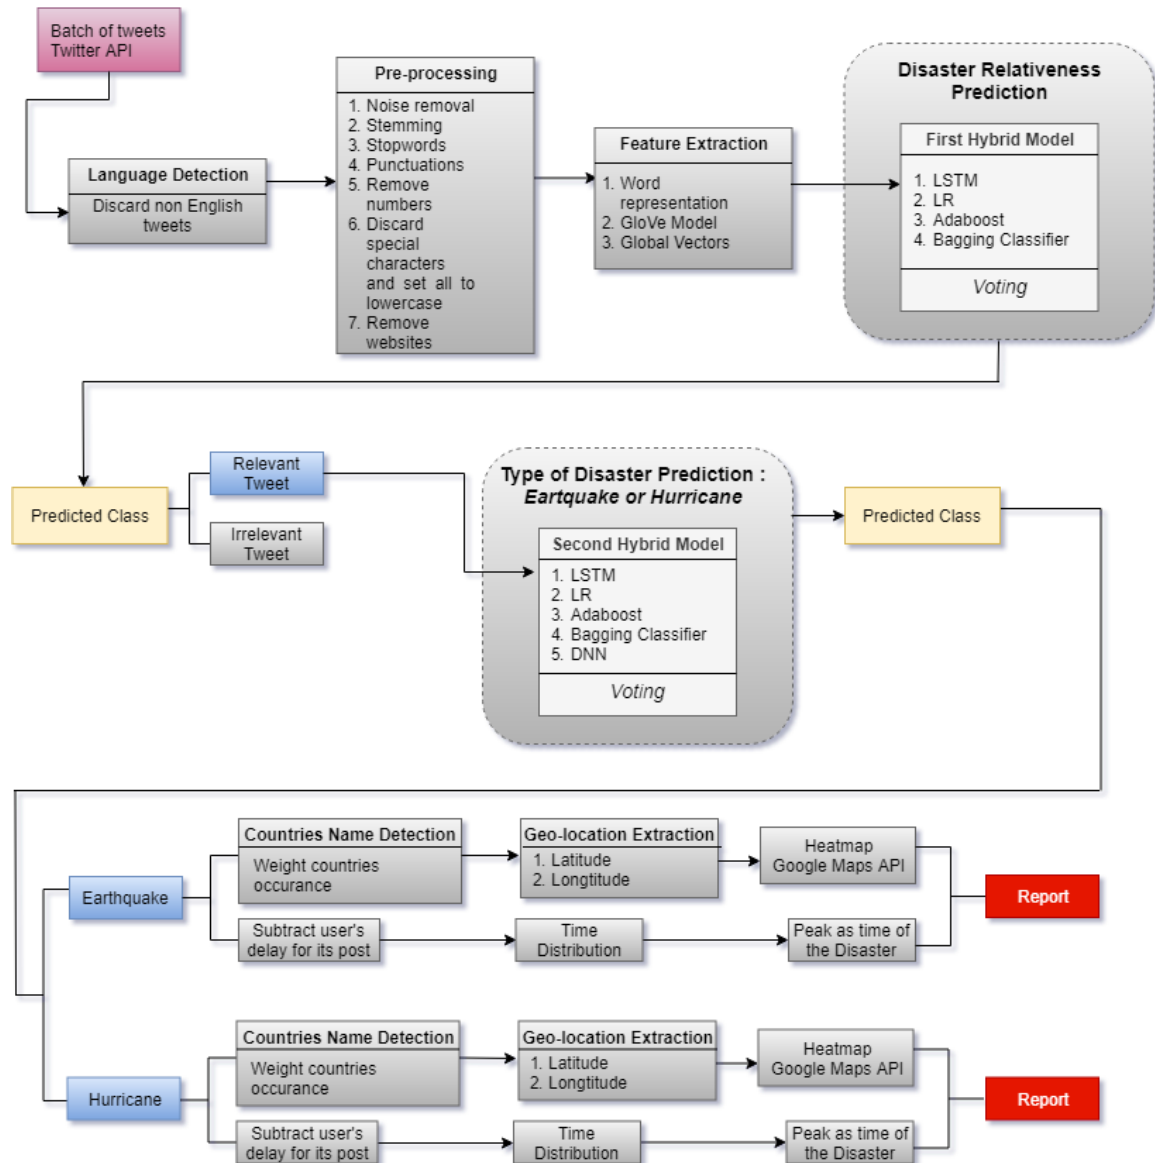 Batch of tweets
Twitter API
Language Detection
Discard non English
tweets
Pre-processing
1. Noise removal
2. Stemming
3. Stopwords
4. Punctuations
5. Remove
numbers
6. Discard
special
characters
and set all to
lowercase
7. Remove
websites
Feature Extraction
1. Word
representation
2. GloVe Model
3. Global Vectors
Disaster Relativeness
Prediction
First Hybrid Model
1. LSTM
2. LR
3. Adaboost
4. Bagging Classifier
Voting
Predicted Class
Relevant
Tweet
Irrelevant
Tweet
Type of Disaster Prediction :
Eartquake or Hurricane
Second Hybrid Model
1. LSTM
2. LR
3. Adaboost
4. Bagging Classifier
5. DNN
Voting
Predicted Class
Earthquake
Countries Name Detection
Weight countries
occurance
Geo-location Extraction
1. Latitude
2. Longtitude
Heatmap
Google Maps API
Subtract user's
delay for its post
Time
Distribution
Peak as time of
the Disaster
Report
Hurricane
Countries Name Detection
Weight countries
occurance
Geo-location Extraction
1. Latitude
2. Longtitude
Heatmap
Google Maps API
Subtract user's
delay for its post
Time
Distribution
Peak as time of
the Disaster
Report